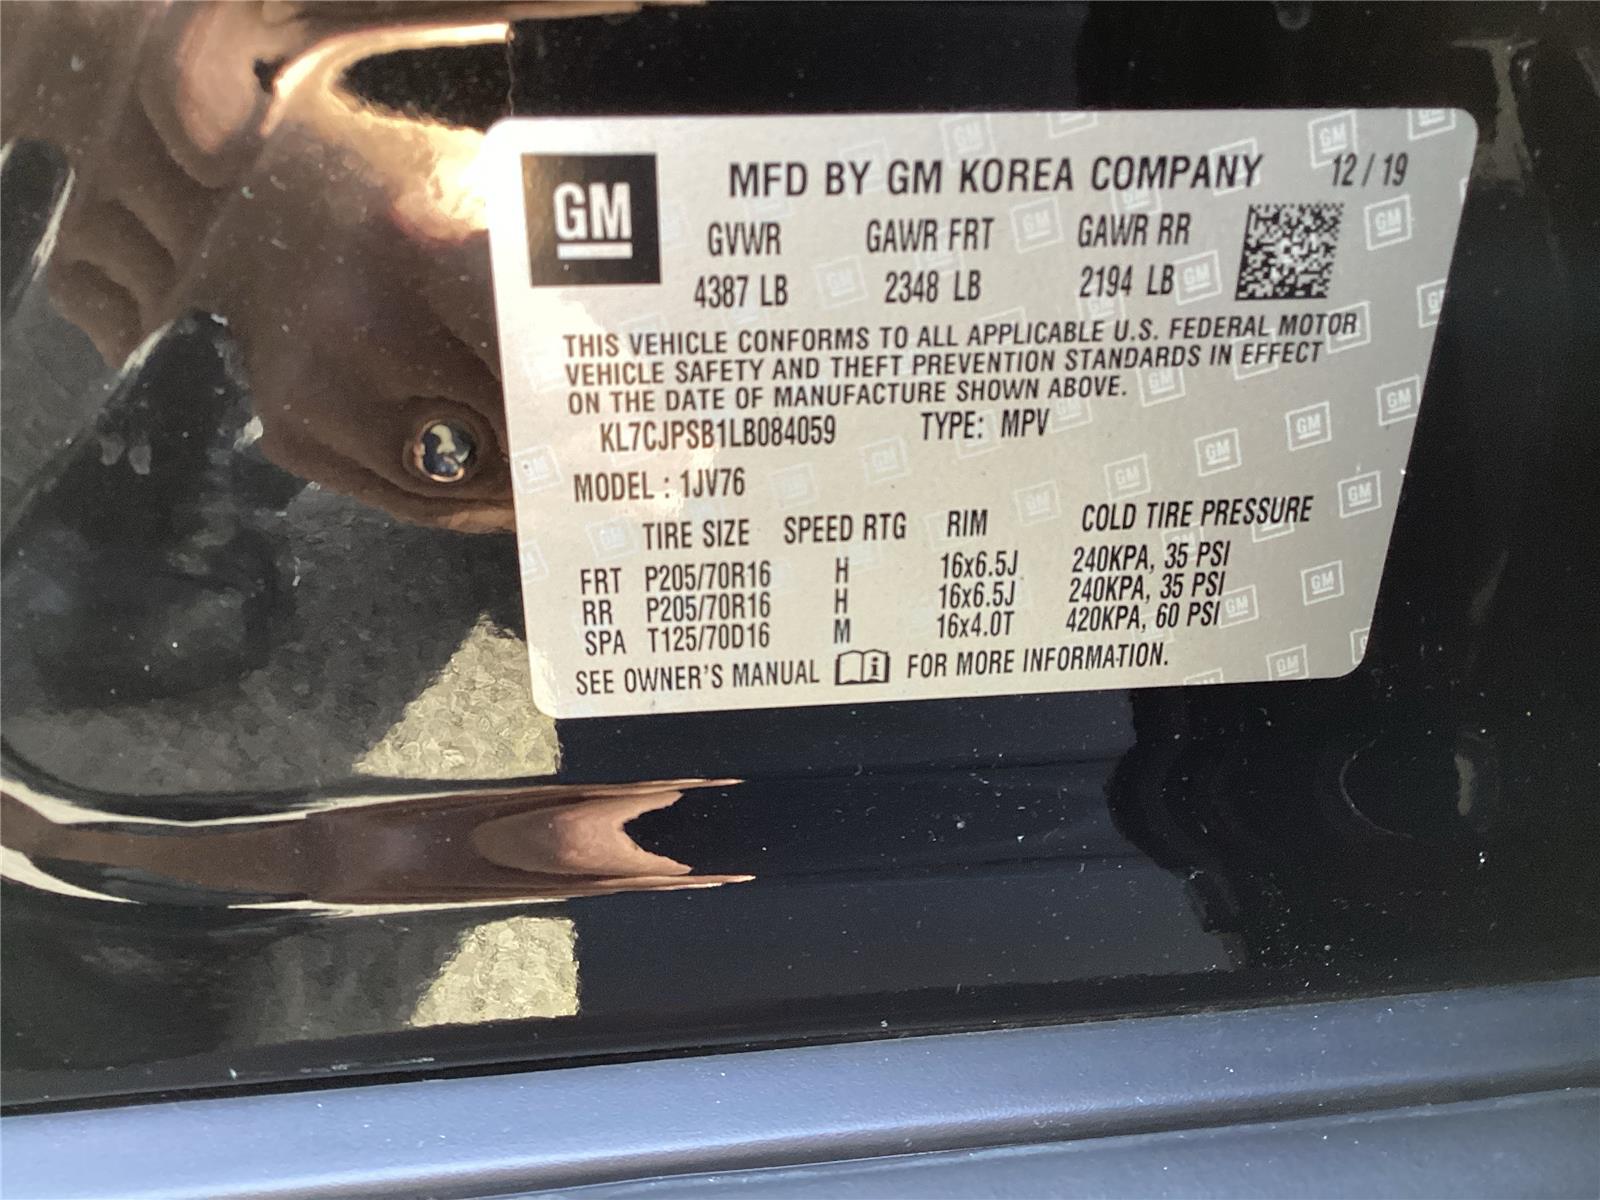 GM
MFD BY GM KOREA COMPANY 12 / 19
GVWR GAWR FRT GAWR RR
4387 LB 2348 LB 2194 LB
THIS VEHICLE CONFORMS TO ALL APPLICABLE U.S. FEDERAL MOTOR
VEHICLE SAFETY AND THEFT PREVENTION STANDARDS IN EFFECT
ON THE DATE OF MANUFACTURE SHOWN ABOVE.
KL7CJPSB1LB084059 TYPE: MPV
MODEL : 1JV76
TIRE SIZE SPEED RTG RIM COLD TIRE PRESSURE
FRT P205/70R16 H 16x6.5J 240KPA, 35 PSI
RR P205/70R16 H 16x6.5J 240KPA, 35 PSI
SPA T125/70D16 M 16x4.0T 420KPA, 60 PSI
SEE OWNER'S MANUAL FOR MORE INFORMATION.